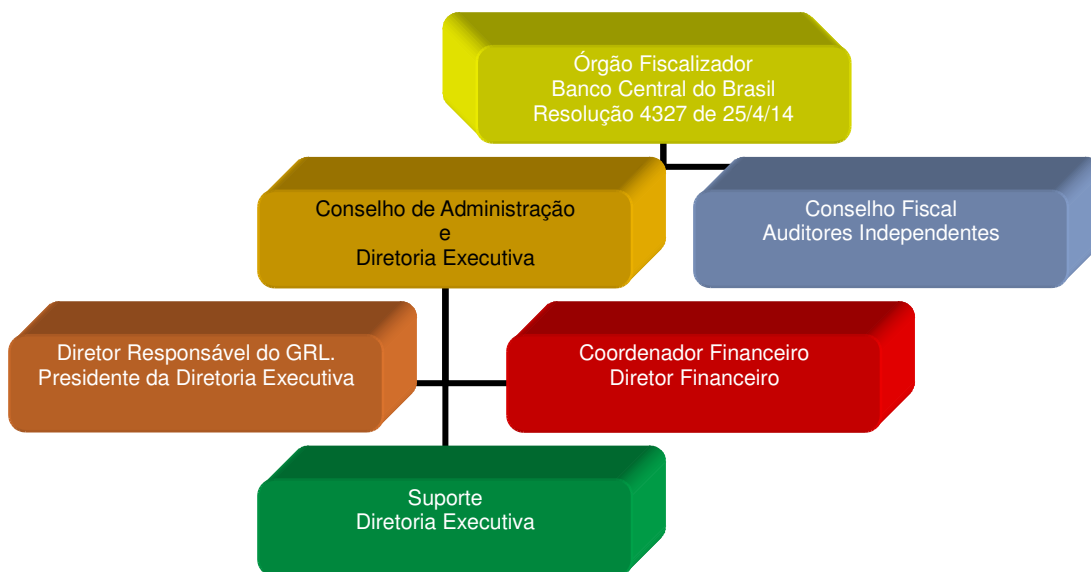 Órgão Fiscalizador
Banco Central do Brasil
Resolução 4327 de 25/4/14
Conselho de Administração
e
Diretoria Executiva
Conselho Fiscal
Auditores Independentes
Diretor Responsável do GRL.
Presidente da Diretoria Executiva
Coordenador Financeiro
Diretor Financeiro
Suporte
Diretoria Executiva